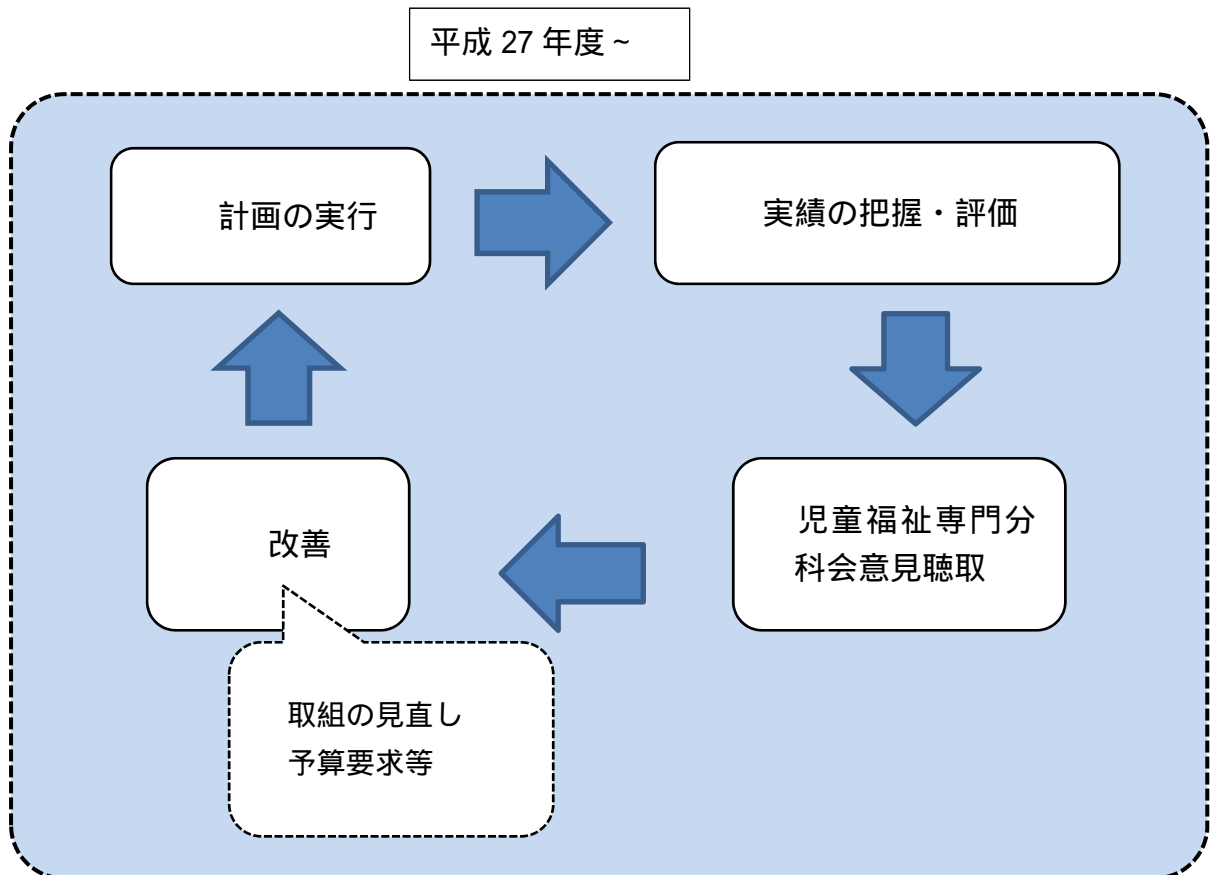 平成 27 年度 ~
計画の実行
実績の把握・評価
児童福祉専門分
科会意見聴取
改善
取組の見直し
予算要求等